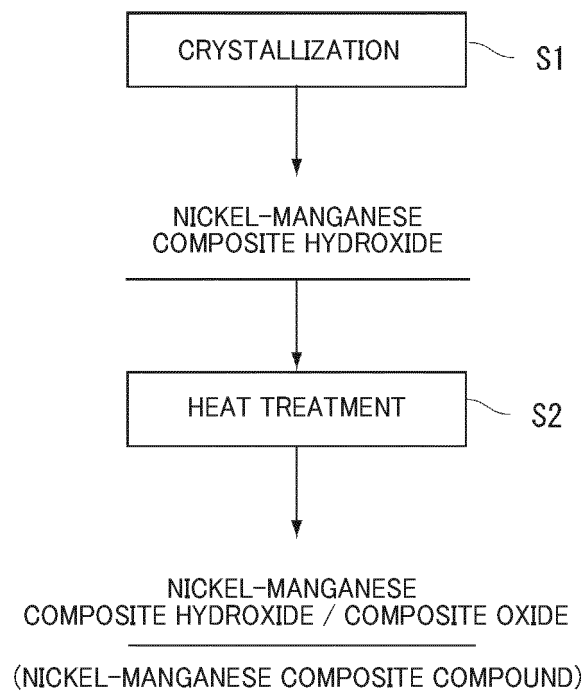 CRYSTALLIZATION S1
NICKEL-MANGANESE
COMPOSITE HYDROXIDE
HEAT TREATMENT S2
NICKEL-MANGANESE
COMPOSITE HYDROXIDE / COMPOSITE OXIDE
(NICKEL-MANGANESE COMPOSITE COMPOUND)